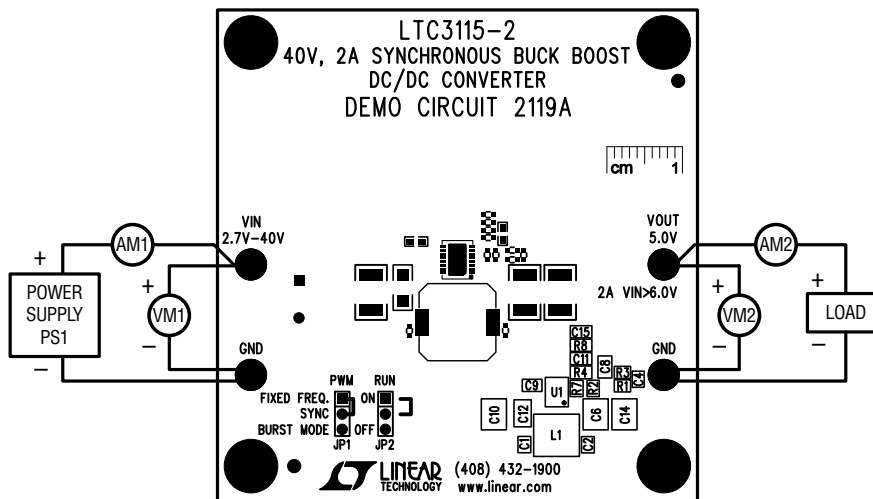 LTC3115-2
40V, 2A SYNCHRONOUS BUCK BOOST
DC/DC CONVERTER
DEMO CIRCUIT 2119A
cm 1
VIN
2.7V-40V
VOUT
5.0V
2A VIN>6.0V
+ AM1
AM2
POWER
SUPPLY
PS1
+
VM1
−
−
+
VM2
−
+
LOAD
−
GND
GND
C15
R8
C11
R4
C8
R3
R1
C4
C9
U1
R7
R2
C10
C12
C6
C14
L1
C1
C2
PWM
FIXED FREQ.
SYNC
BURST MODE
JP1
RUN
ON
OFF
JP2
LINEAR
TECHNOLOGY
(408) 432-1900
www.linear.com